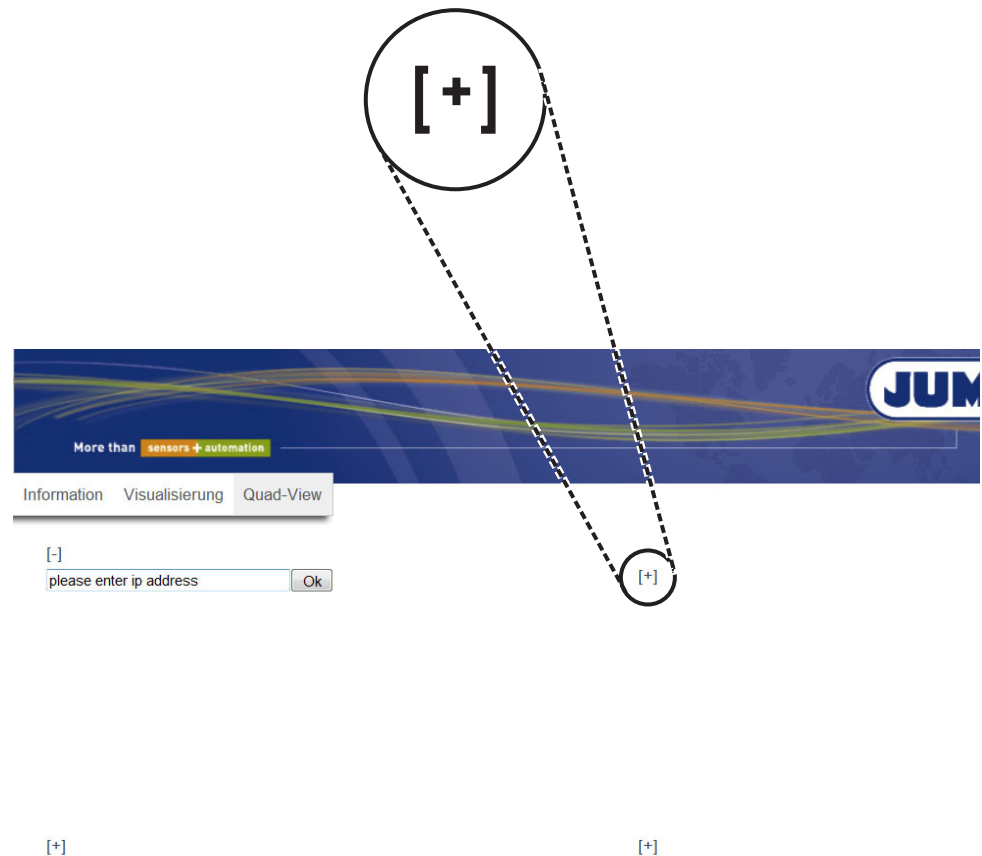 [+]
JUM
More than sensors + automation
Information Visualisierung Quad-View
[-]
[+]
please enter ip address Ok
[+] [+]